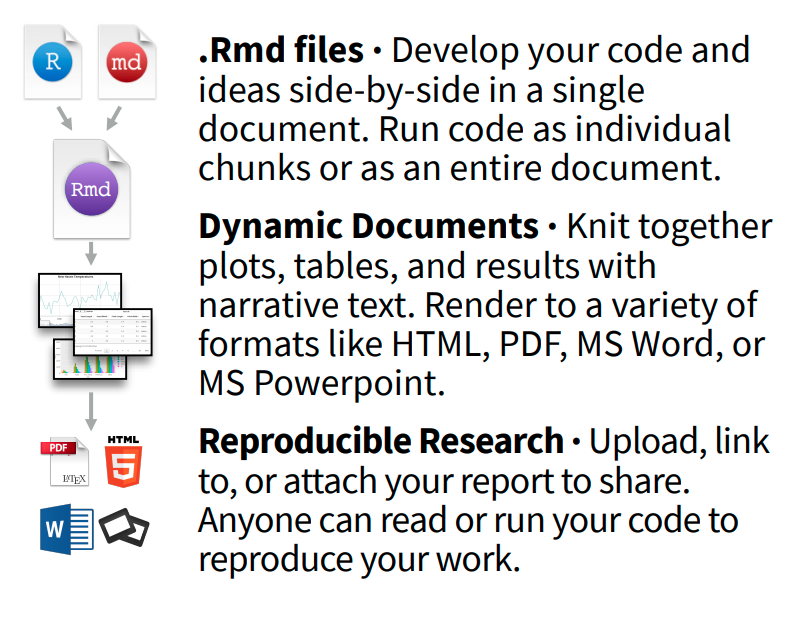 R
md
.Rmd files · Develop your code and
ideas side-by-side in a single
document. Run code as individual
chunks or as an entire document.
Rmd
Dynamic Documents · Knit together
plots, tables, and results with
narrative text. Render to a variety of
formats like HTML, PDF, MS Word, or
MS Powerpoint.
PDF
LATEX
HTML
5
W
Reproducible Research · Upload, link
to, or attach your report to share.
Anyone can read or run your code to
reproduce your work.